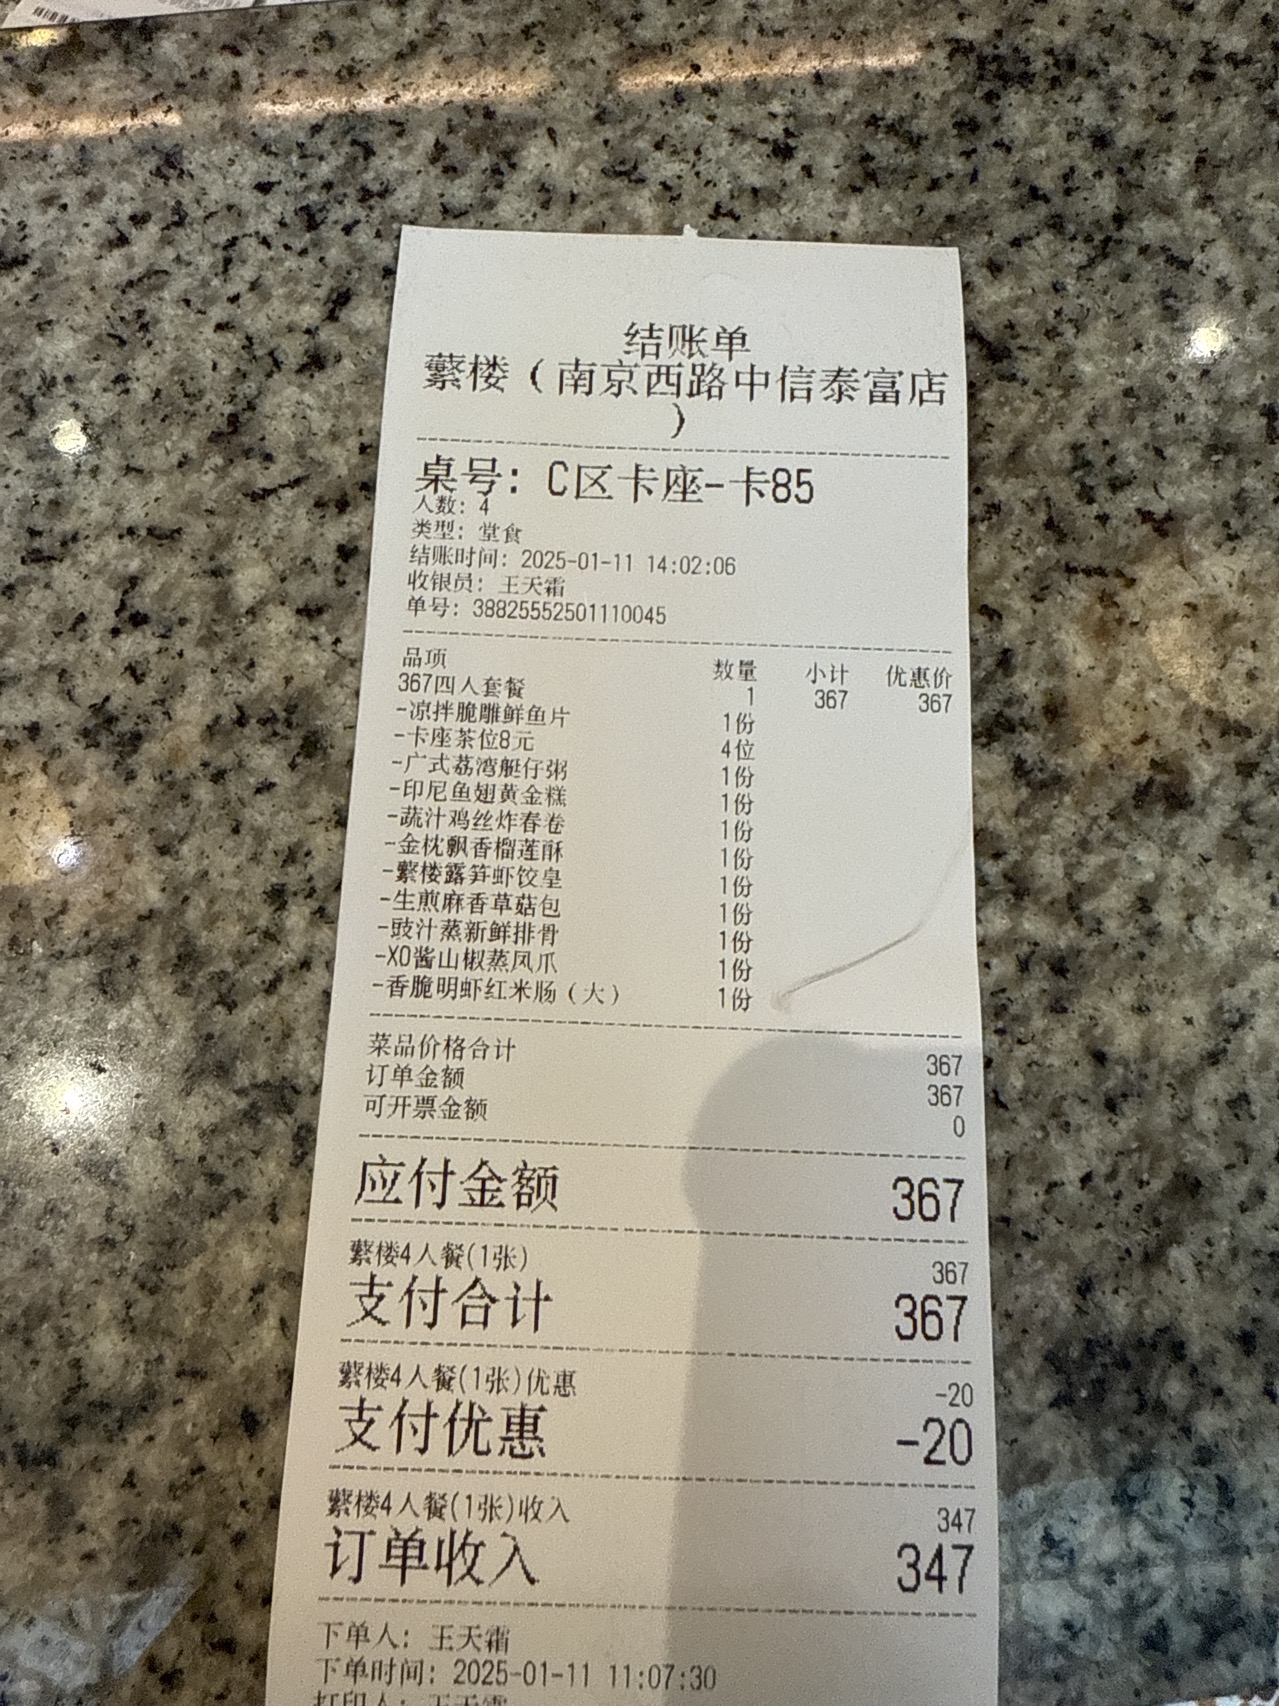 结账单
蘩楼（南京西路中信泰富店
）
桌号：C区卡座-卡85
人数：4
类型：堂食
结账时间：2025-01-11 14:02:06
收银员：王天霜
单号：38825552501110045
品项 数量 小计 优惠价
367四人套餐 1 367 367
-凉拌脆雕鲜鱼片 1份
-卡座茶位8元 4位
-广式荔湾艇仔粥 1份
-印尼鱼翅黄金糕 1份
-蔬汁鸡丝炸春卷 1份
-金枕飘香榴莲酥 1份
-蘩楼露笋虾饺皇 1份
-生煎麻香草菇包 1份
-豉汁蒸新鲜排骨 1份
-XO酱山椒蒸凤爪 1份
-香脆明虾红米肠（大） 1份
菜品价格合计 367
订单金额 367
可开票金额 0
应付金额 367
蘩楼4人餐(1张) 367
支付合计 367
蘩楼4人餐(1张)优惠 -20
支付优惠 -20
蘩楼4人餐(1张)收入 347
订单收入 347
下单人：王天霜
下单时间：2025-01-11 11:07:30
打印人：王天霜